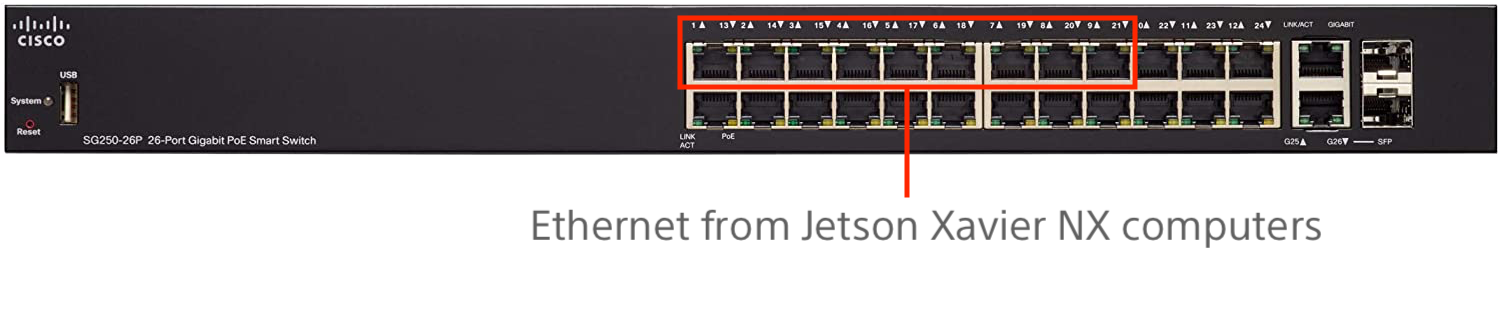 CISCO
1▲ 13▼ 2▲ 14▼ 3▲ 15▼ 4▲ 16▼ 5▲ 17▼ 6▲ 18▼ 7▲ 19▼ 8▲ 20▼ 9▲ 21▼ 0▲ 22▼ 11▲ 23▼ 12▲ 24▼ LINK/ACT GIGABIT
USB
System
Reset
SG250-26P 26-Port Gigabit PoE Smart Switch
LINK
ACT
PoE
G25▲ G26▼ SFP
Ethernet from Jetson Xavier NX computers